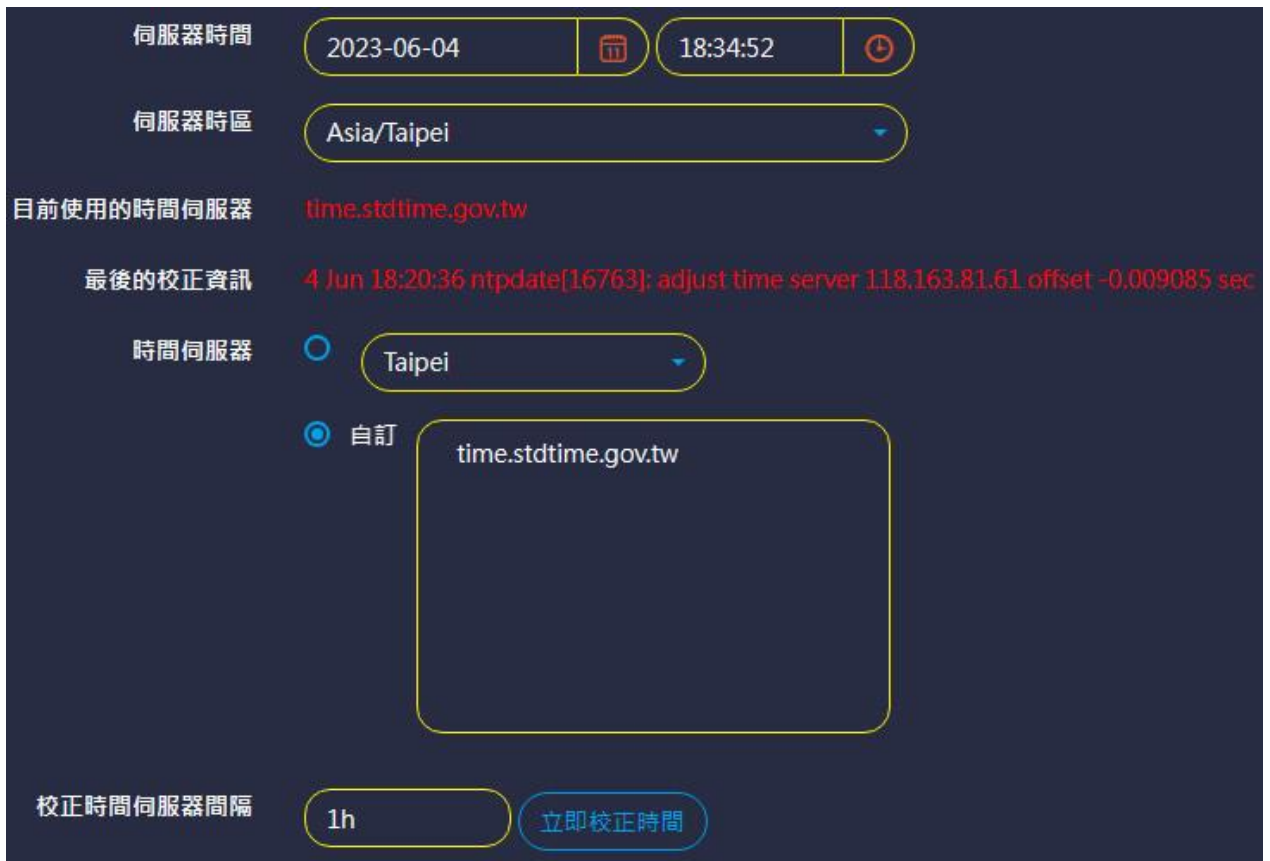 伺服器時間 2023-06-04 11 18:34:52
伺服器時區 Asia/Taipei
目前使用的時間伺服器 time.stdtime.gov.tw
最後的校正資訊 4 Jun 18:20:36 ntpdate[16763]: adjust time server 118.163.81.61 offset -0.009085 sec
時間伺服器 Taipei
自訂 time.stdtime.gov.tw
校正時間伺服器間隔 1h 立即校正時間